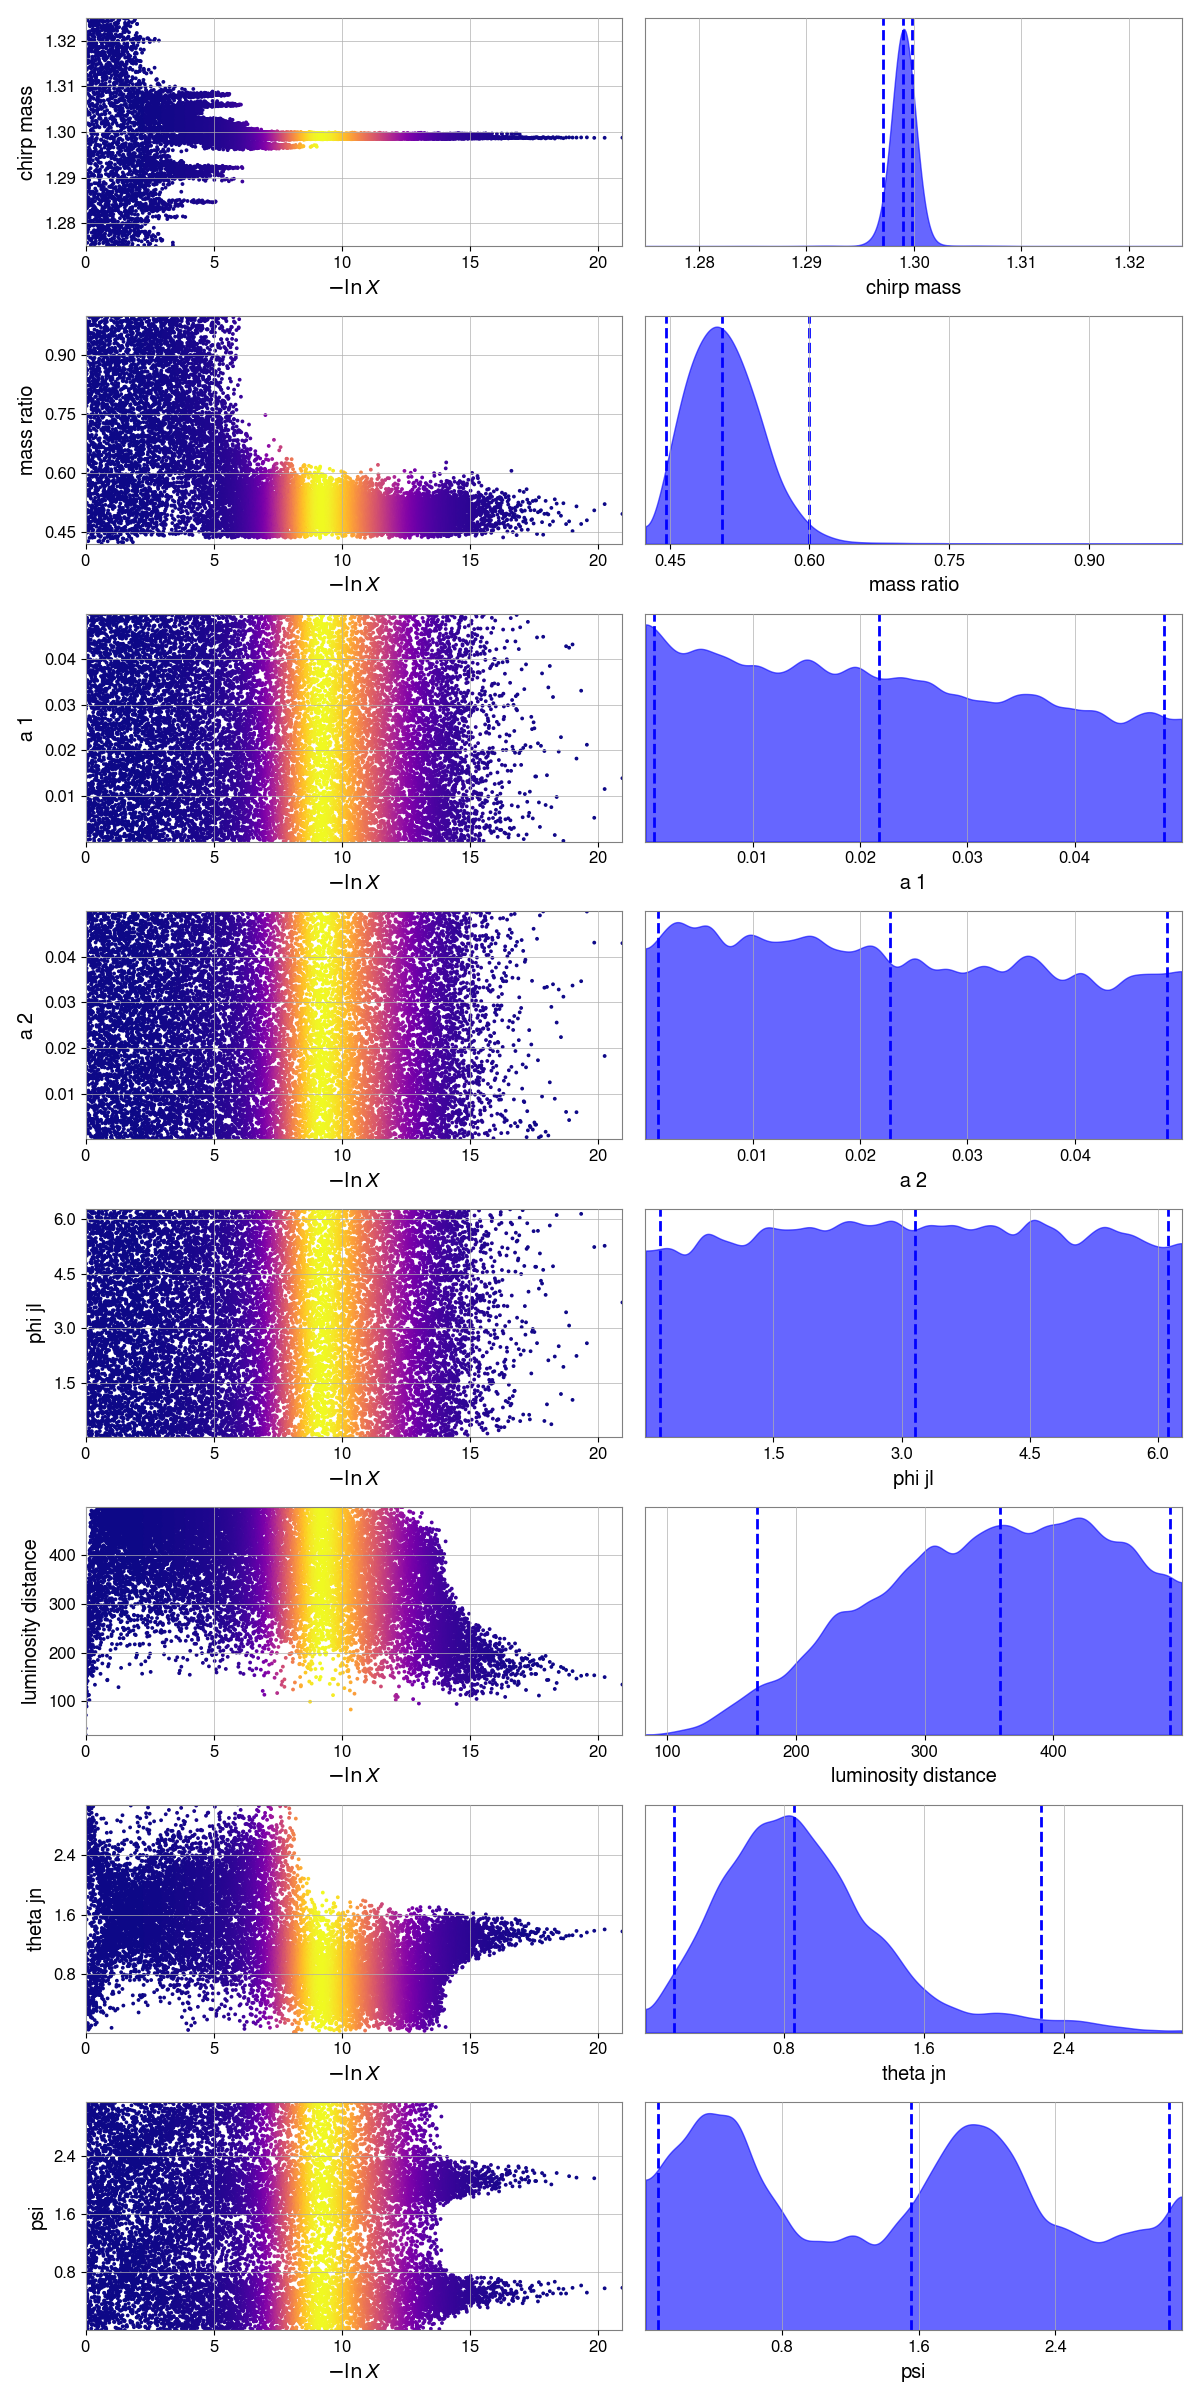 1.32
1.31
1.30
1.29
1.28
chirp mass
0 5 10 15 20
−ln X
1.28 1.29 1.30 1.31 1.32
chirp mass
0.90
0.75
0.60
0.45
mass ratio
0 5 10 15 20
−ln X
0.45 0.60 0.75 0.90
mass ratio
0.04
0.03
0.02
0.01
a 1
0 5 10 15 20
−ln X
0.01 0.02 0.03 0.04
a 1
0.04
0.03
0.02
0.01
a 2
0 5 10 15 20
−ln X
0.01 0.02 0.03 0.04
a 2
6.0
4.5
3.0
1.5
phi jl
0 5 10 15 20
−ln X
1.5 3.0 4.5 6.0
phi jl
400
300
200
100
luminosity distance
0 5 10 15 20
−ln X
100 200 300 400
luminosity distance
2.4
1.6
0.8
theta jn
0 5 10 15 20
−ln X
0.8 1.6 2.4
theta jn
2.4
1.6
0.8
psi
0 5 10 15 20
−ln X
0.8 1.6 2.4
psi